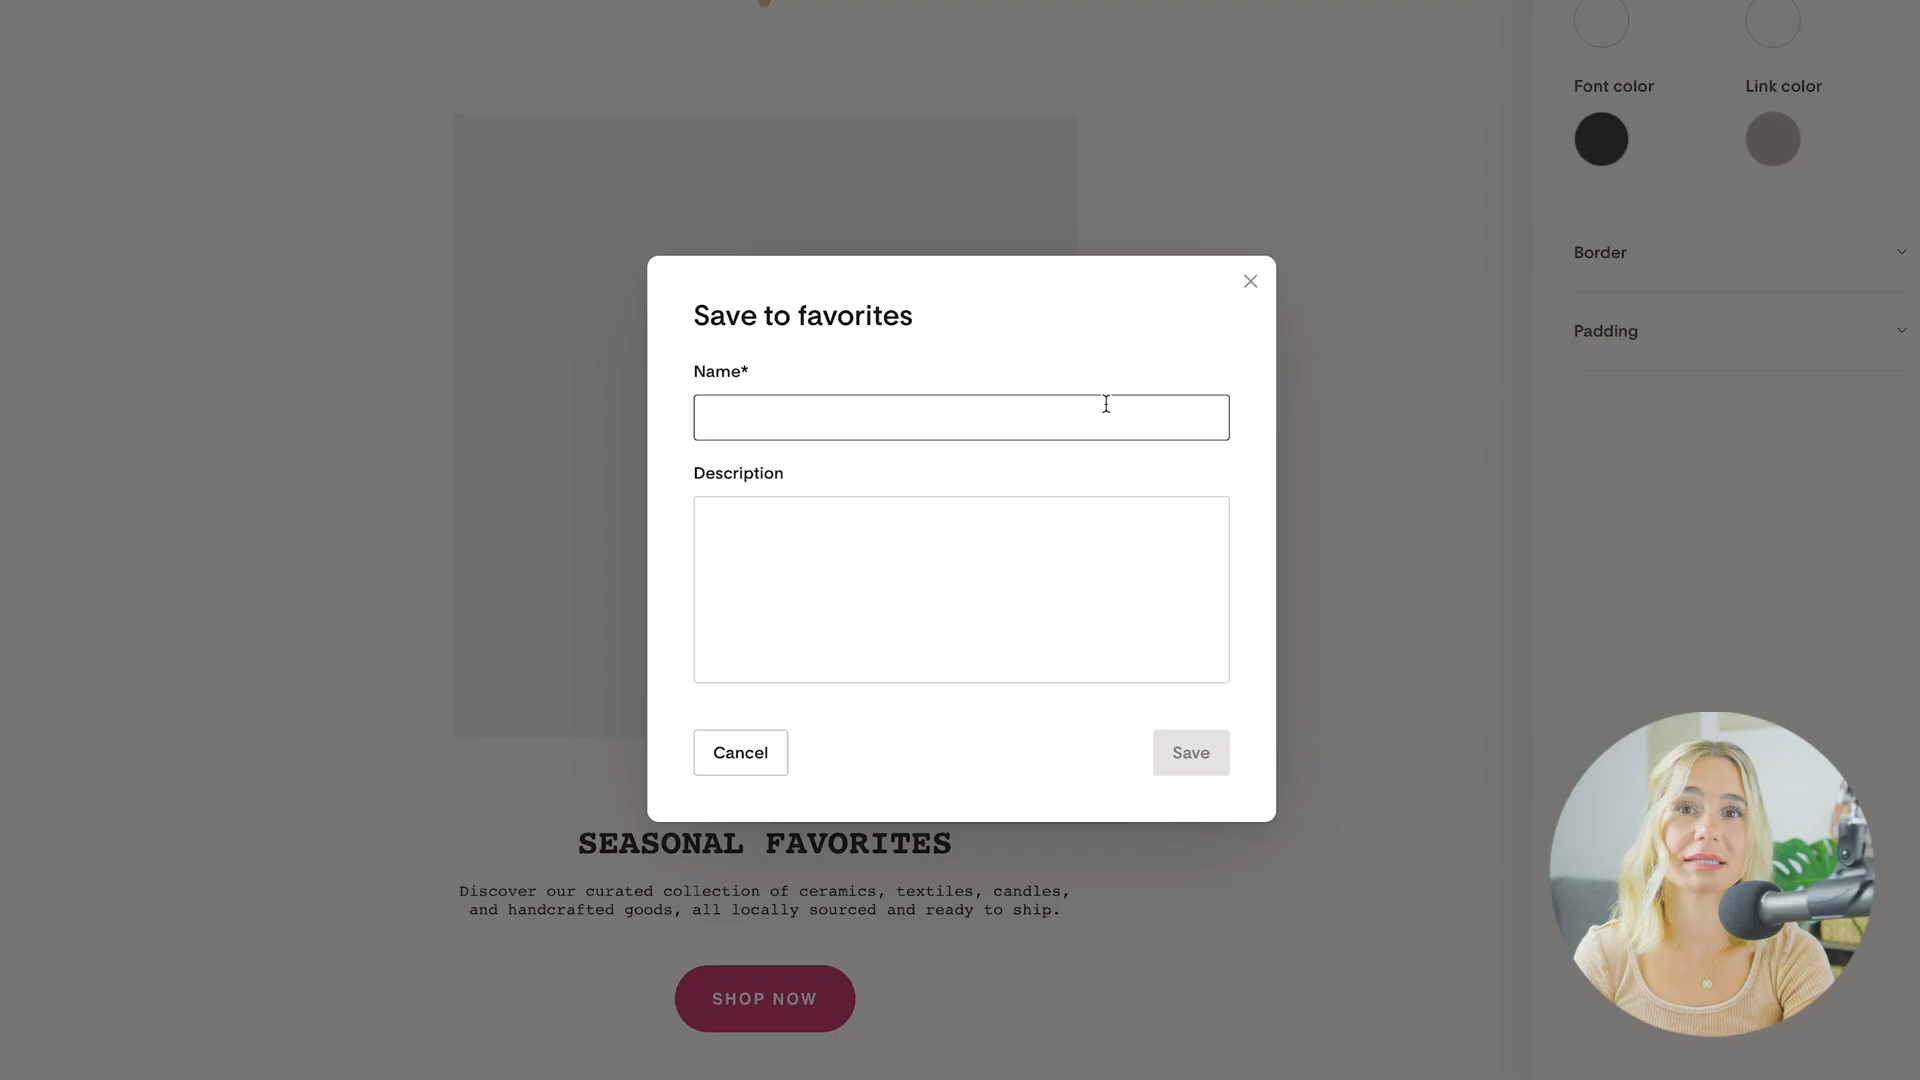 Font color
Link color
Border
Padding
Save to favorites
Name*
Description
Cancel
Save
SEASONAL FAVORITES
Discover our curated collection of ceramics, textiles, candles,
and handcrafted goods, all locally sourced and ready to ship.
SHOP NOW